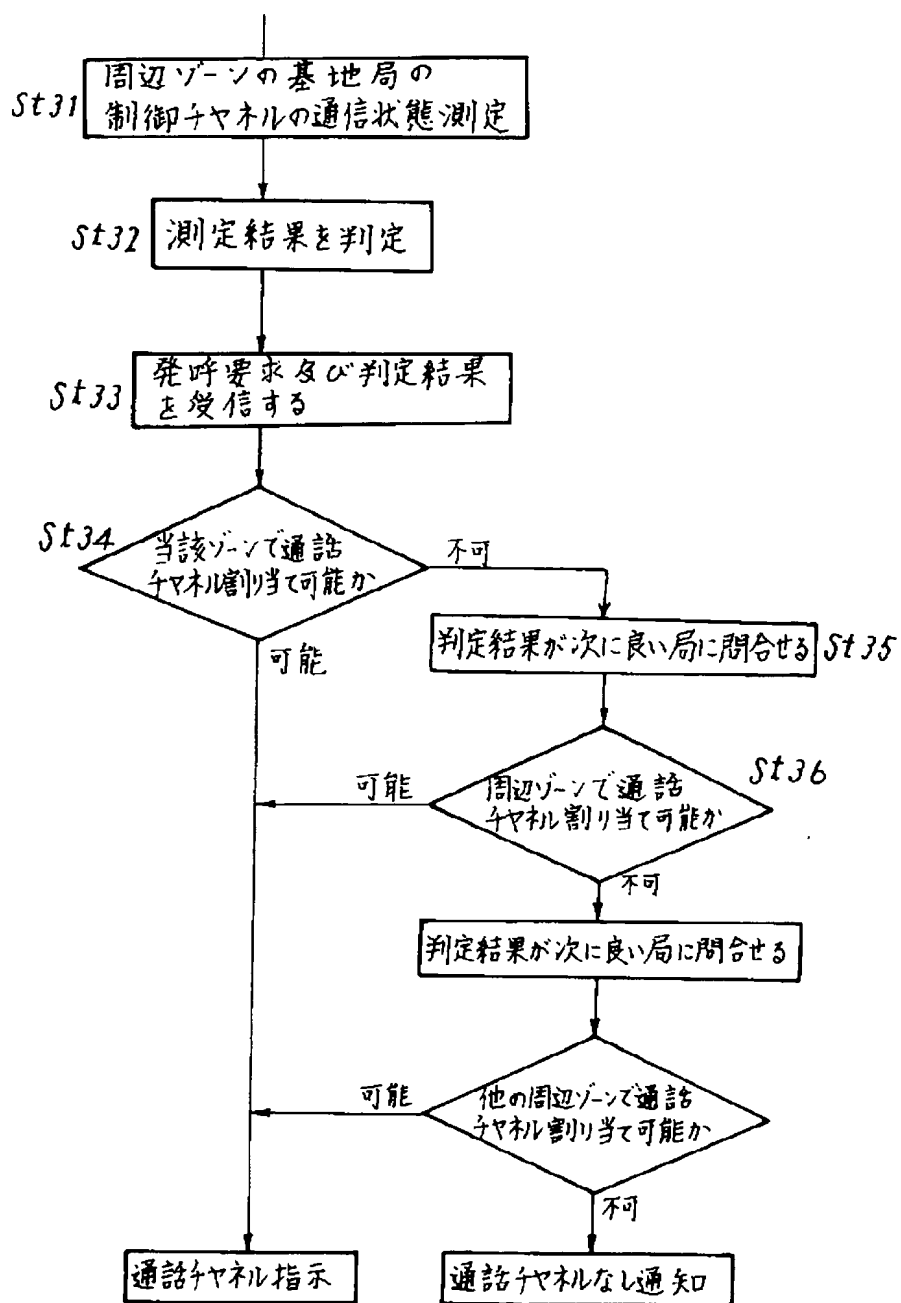 周辺ゾーンの基地局の
制御チャネルの通信状態測定
St31
測定結果を判定
St32
発呼要求及び判定結果
を受信する
St33
St34
当該ゾーンで通話
チャネル割り当て可能か
不可
可能
判定結果が次に良い局に問合せる
St35
St36
可能
周辺ゾーンで通話
チャネル割り当て可能か
不可
判定結果が次に良い局に問合せる
可能
他の周辺ゾーンで通話
チャネル割り当て可能か
不可
通話チャネル指示
通話チャネルなし通知